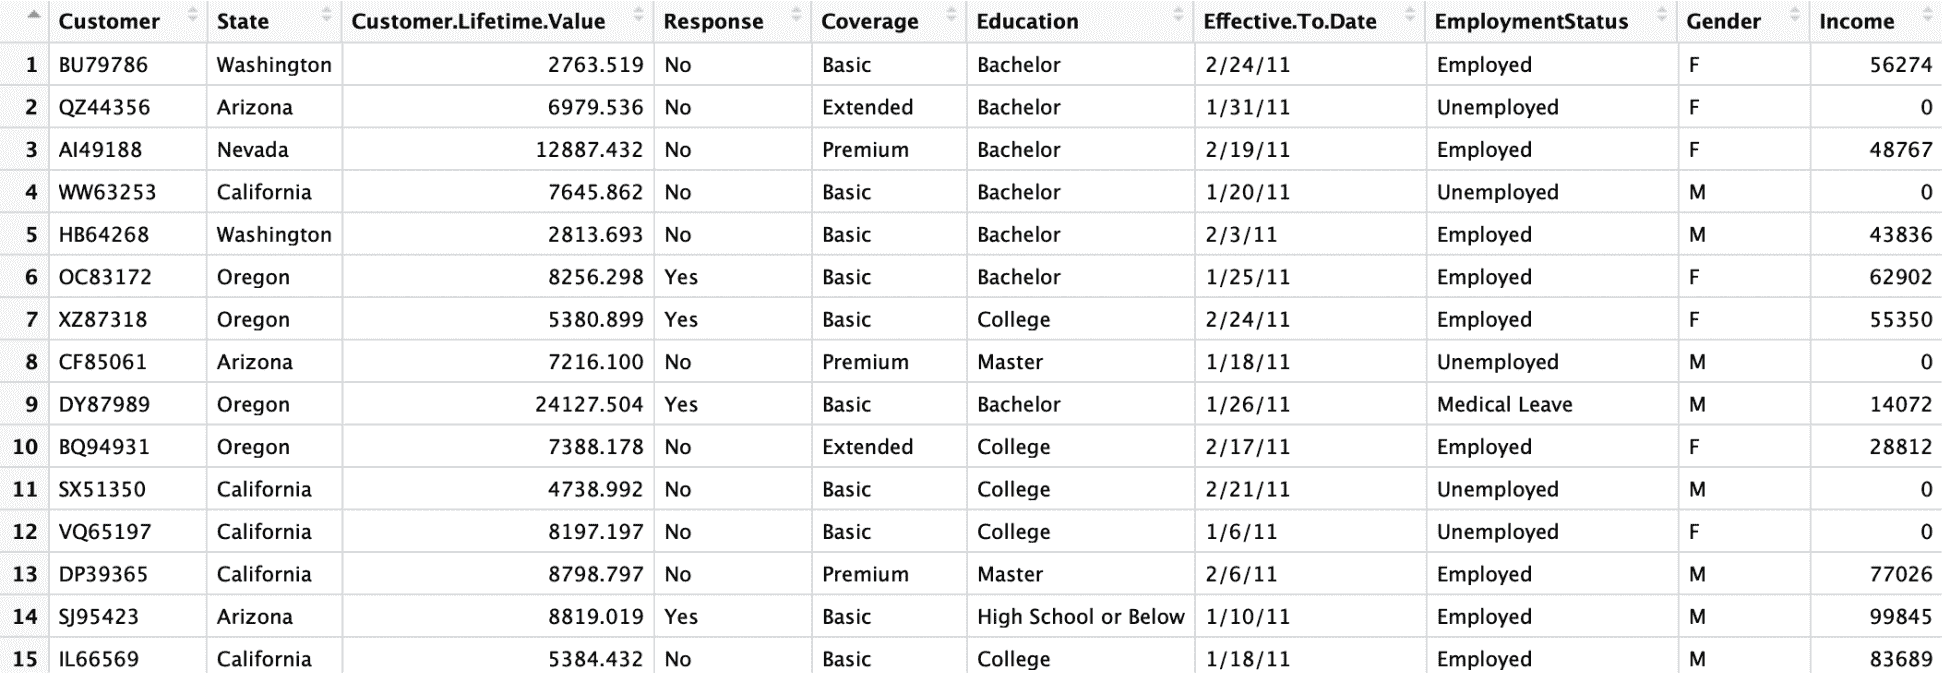 Customer State Customer.Lifetime.Value Response Coverage Education Effective.To.Date EmploymentStatus Gender Income
1 BU79786 Washington 2763.519 No Basic Bachelor 2/24/11 Employed F 56274
2 QZ44356 Arizona 6979.536 No Extended Bachelor 1/31/11 Unemployed F 0
3 AI49188 Nevada 12887.432 No Premium Bachelor 2/19/11 Employed F 48767
4 WW63253 California 7645.862 No Basic Bachelor 1/20/11 Unemployed M 0
5 HB64268 Washington 2813.693 No Basic Bachelor 2/3/11 Employed M 43836
6 OC83172 Oregon 8256.298 Yes Basic Bachelor 1/25/11 Employed F 62902
7 XZ87318 Oregon 5380.899 Yes Basic College 2/24/11 Employed F 55350
8 CF85061 Arizona 7216.100 No Premium Master 1/18/11 Unemployed M 0
9 DY87989 Oregon 24127.504 Yes Basic Bachelor 1/26/11 Medical Leave M 14072
10 BQ94931 Oregon 7388.178 No Extended College 2/17/11 Employed F 28812
11 SX51350 California 4738.992 No Basic College 2/21/11 Unemployed M 0
12 VQ65197 California 8197.197 No Basic College 1/6/11 Unemployed F 0
13 DP39365 California 8798.797 No Premium Master 2/6/11 Employed M 77026
14 SJ95423 Arizona 8819.019 Yes Basic High School or Below 1/10/11 Employed M 99845
15 IL66569 California 5384.432 No Basic College 1/18/11 Employed M 83689